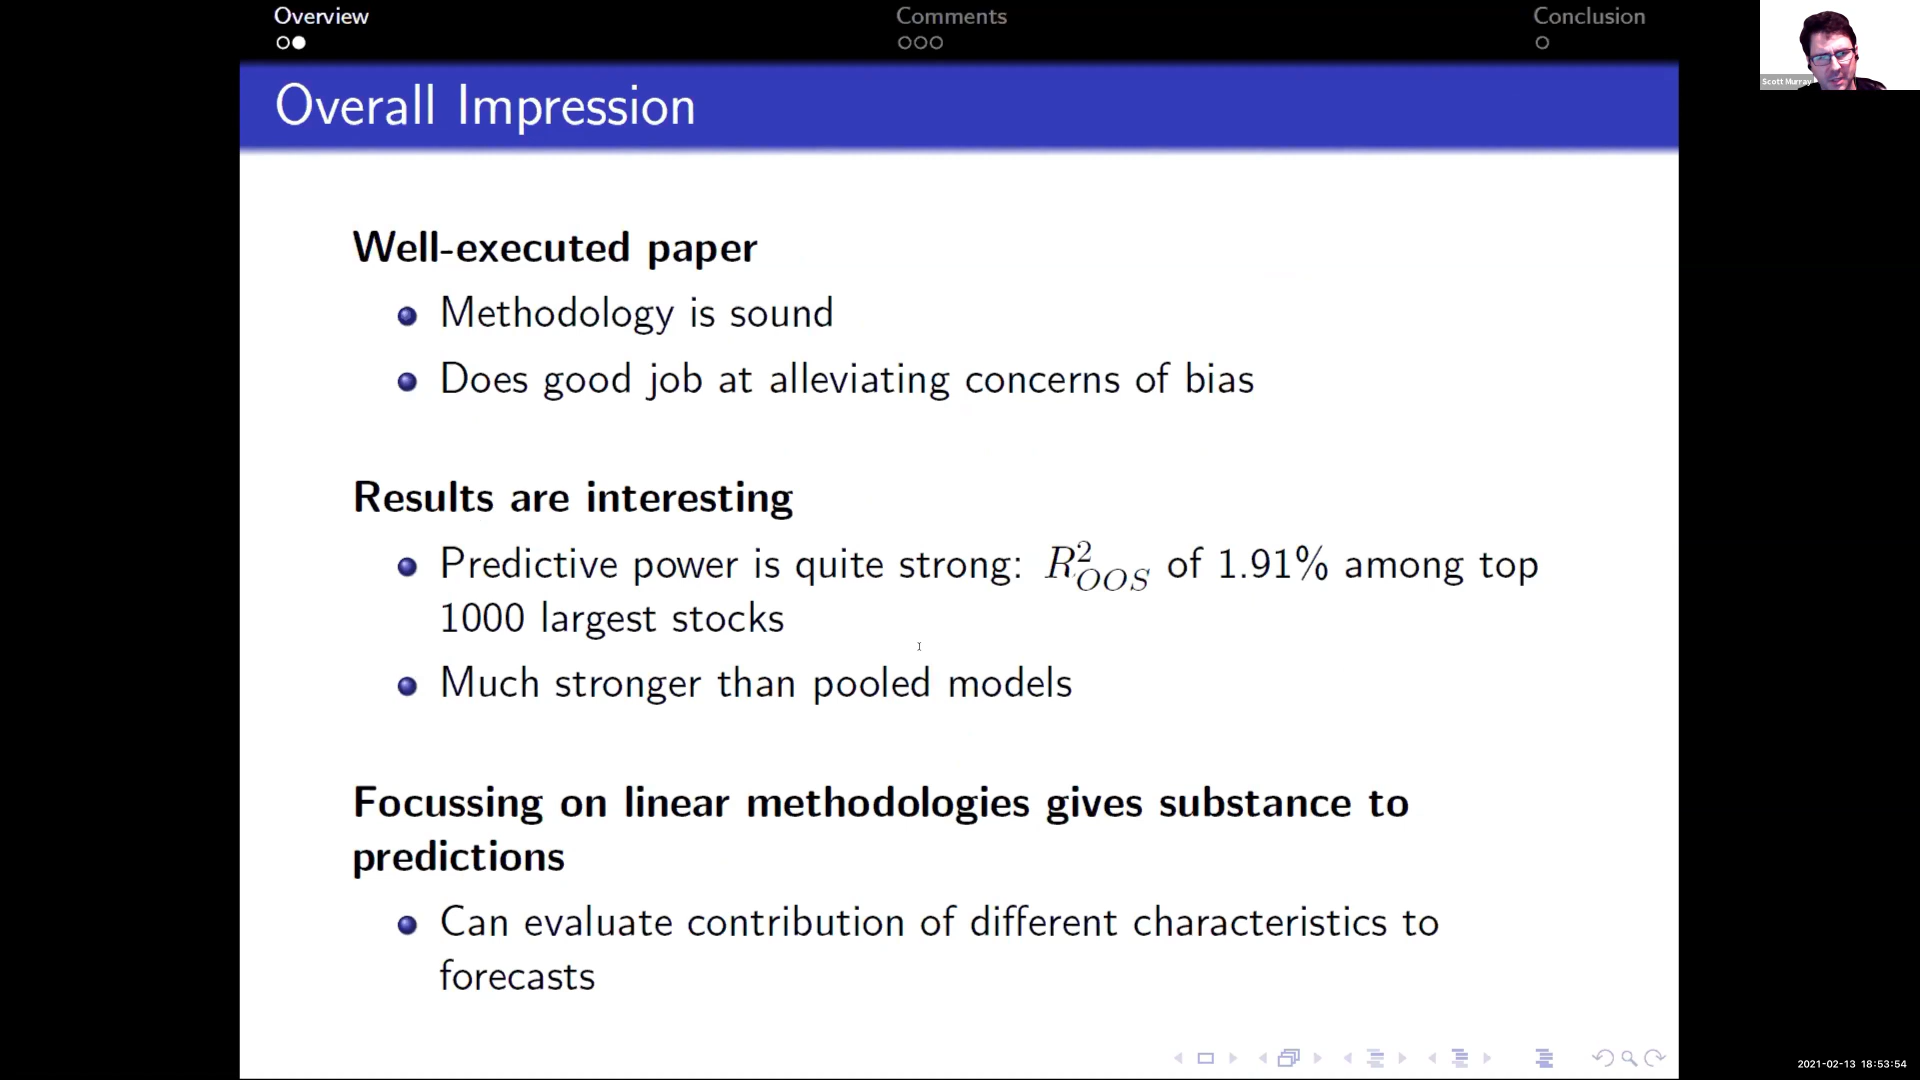 Overview
Comments
Conclusion
Scott Murray
Overall Impression
Well-executed paper
Methodology is sound
Does good job at alleviating concerns of bias
Results are interesting
Predictive power is quite strong: R²_OOS of 1.91% among top
1000 largest stocks
Much stronger than pooled models
Focussing on linear methodologies gives substance to
predictions
Can evaluate contribution of different characteristics to
forecasts
2021-02-13 18:53:54